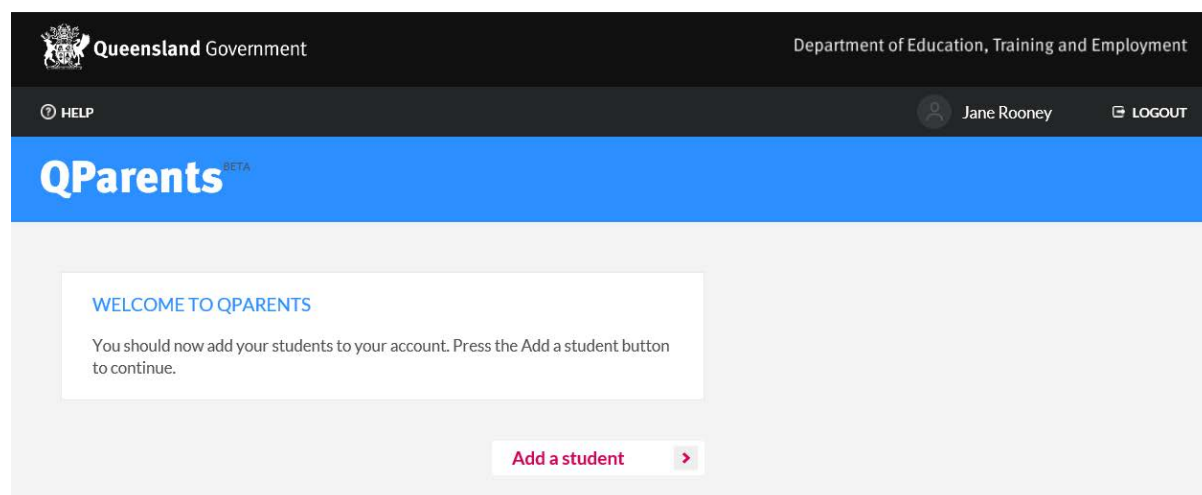 Queensland Government
Department of Education, Training and Employment
HELP
Jane Rooney
LOGOUT
QParents BETA
WELCOME TO QPARENTS
You should now add your students to your account. Press the Add a student button
to continue.
Add a student